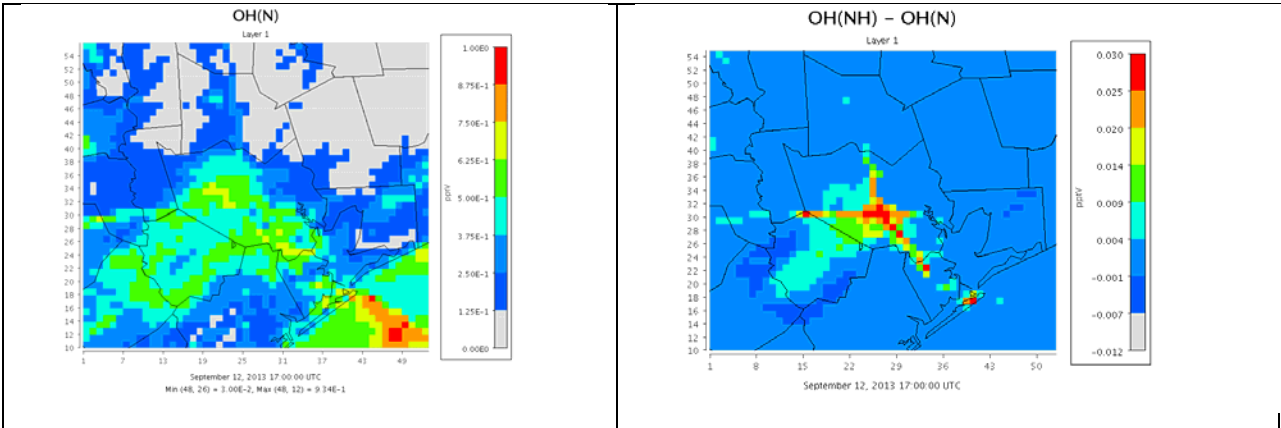 OH(N)
Layer 1
54
52
50
48
46
44
42
40
38
36
34
32
30
28
26
24
22
20
18
16
14
12
10
1 7 13 19 25 31 37 43 49
1.00E0
8.75E-1
7.50E-1
6.25E-1
5.00E-1
3.75E-1
2.50E-1
1.25E-1
0.00E0
pptV
September 12, 2013 17:00:00 UTC
Min (48, 26) = 3.00E-2, Max (48, 12) = 9.34E-1
OH(NH) – OH(N)
Layer 1
54
52
50
48
46
44
42
40
38
36
34
32
30
28
26
24
22
20
18
16
14
12
10
1 8 15 22 29 36 43 50
0.030
0.025
0.020
0.014
0.009
0.004
-0.001
-0.007
-0.012
pptV
September 12, 2013 17:00:00 UTC